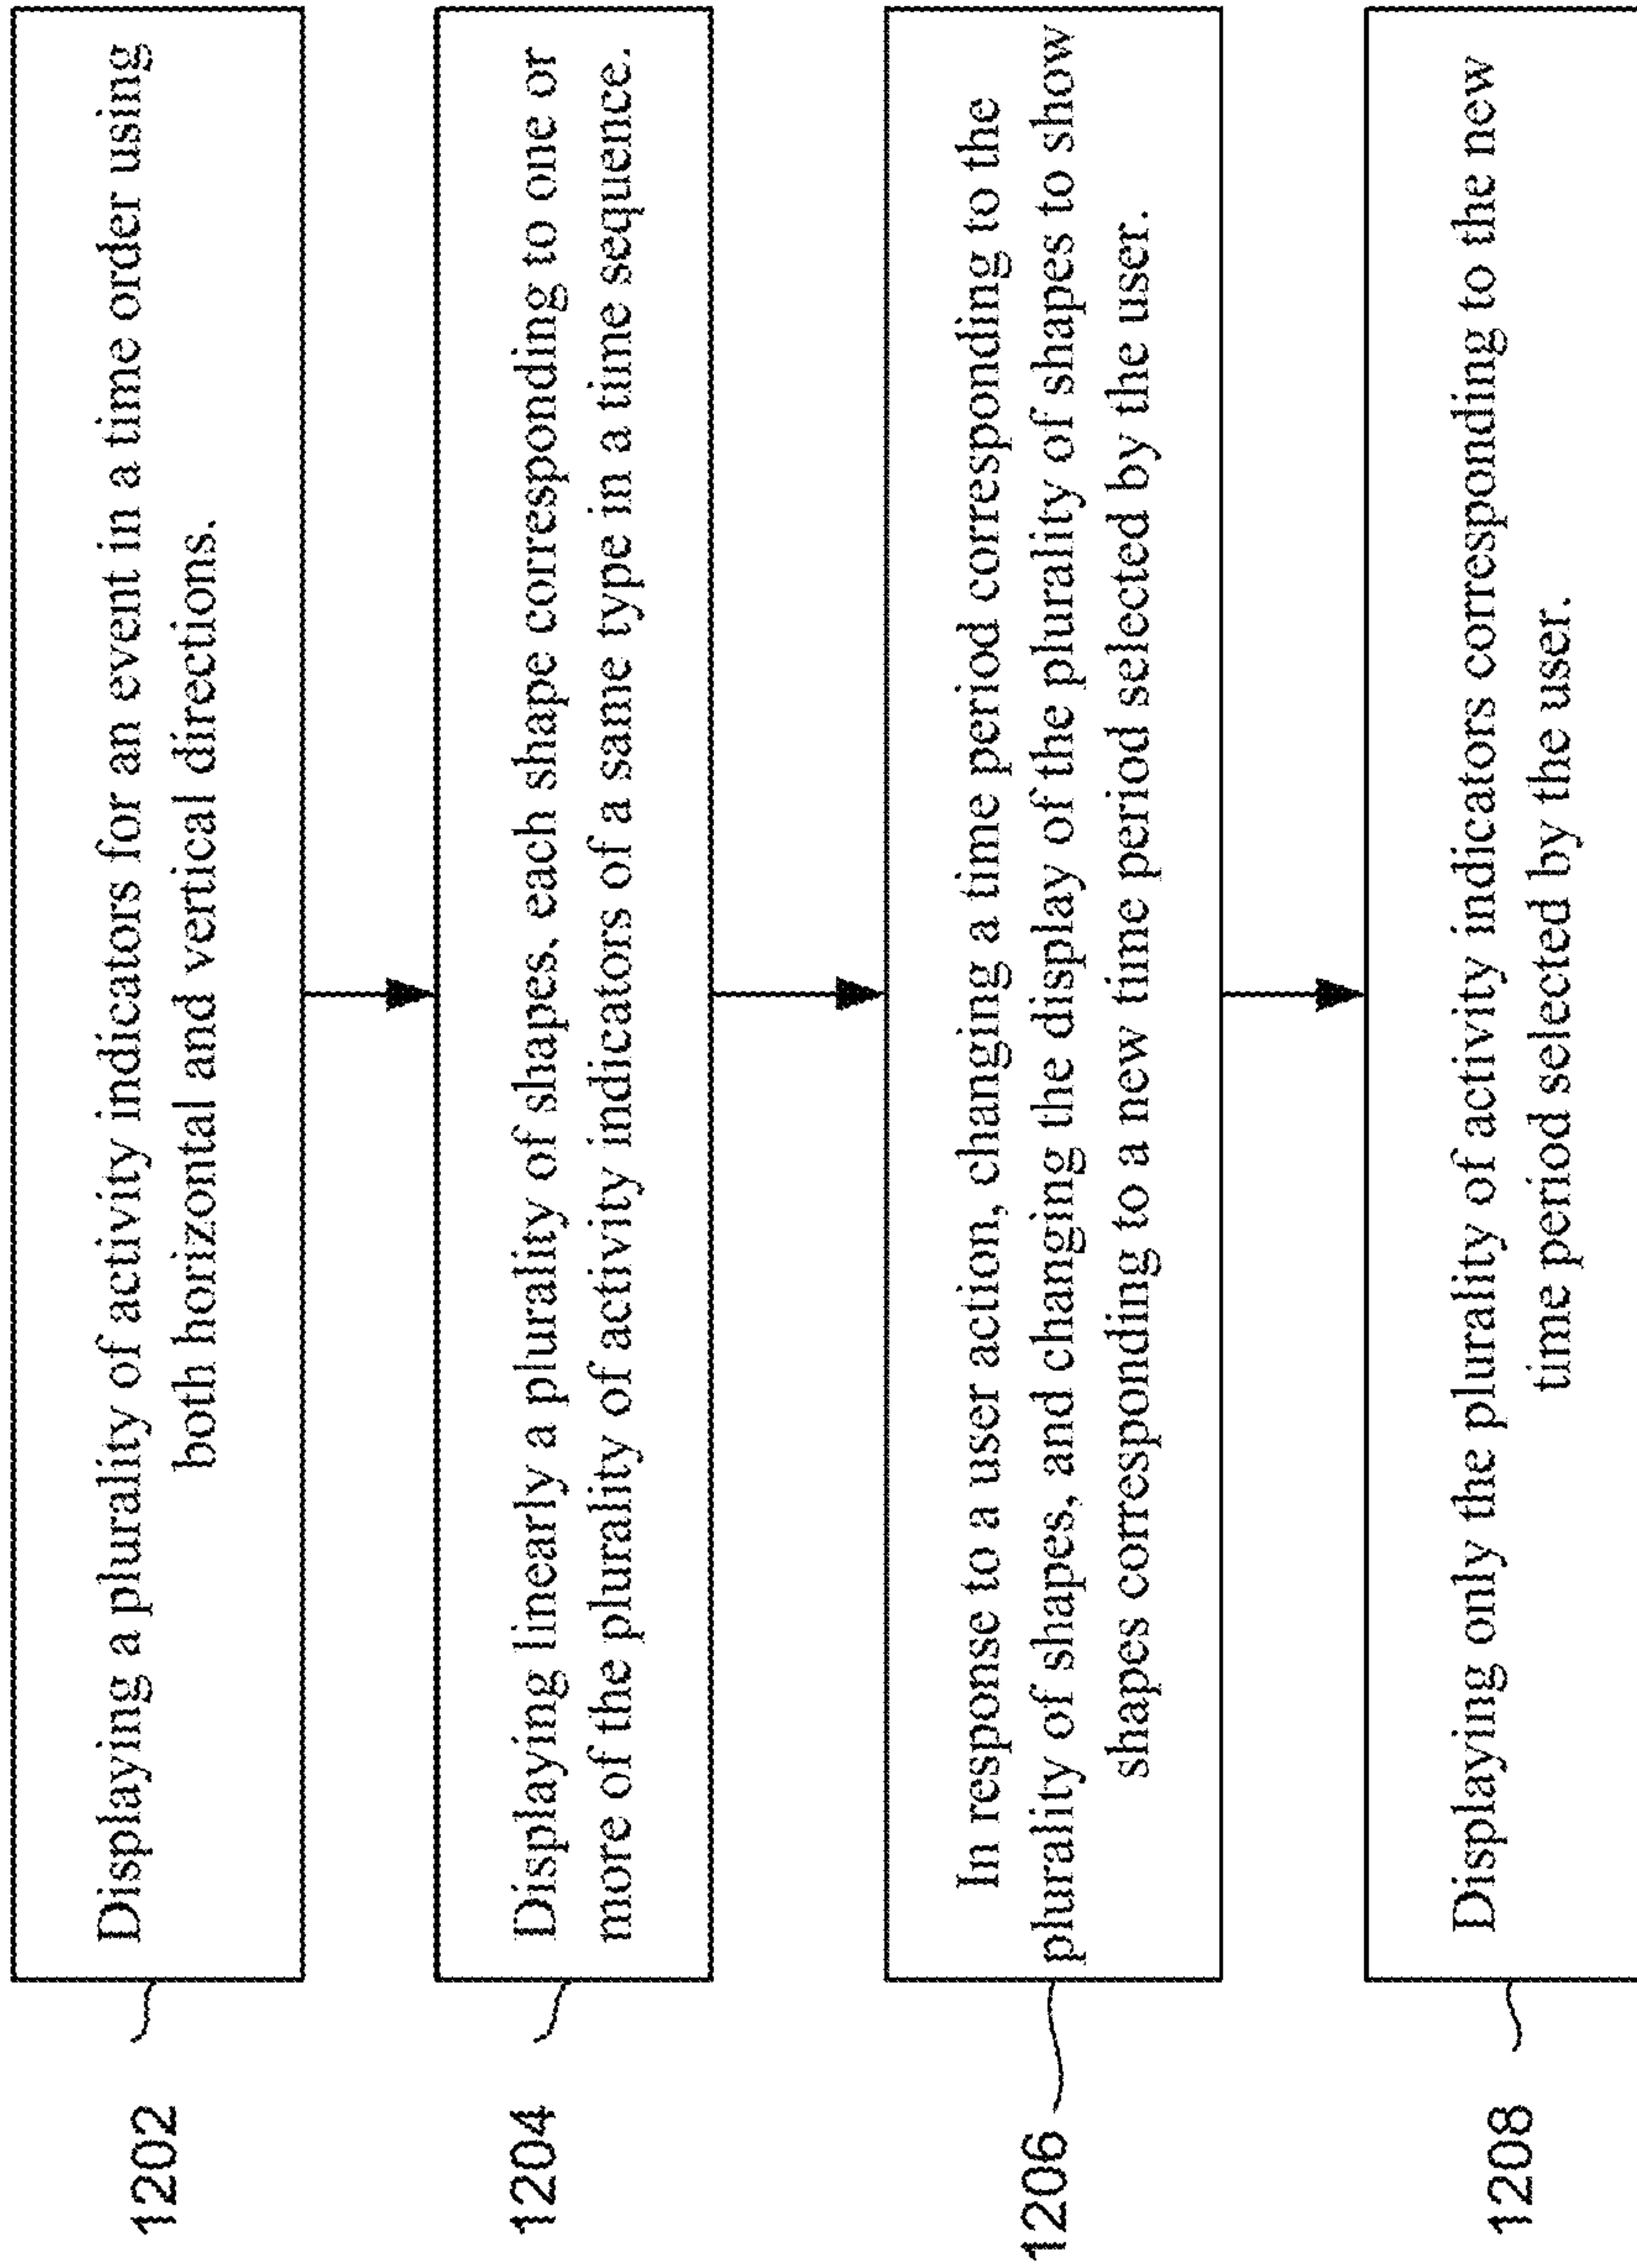 1202
Displaying a plurality of activity indicators for an event in a time order using
both horizontal and vertical directions.
1204
Displaying linearly a plurality of shapes, each shape corresponding to one or
more of the plurality of activity indicators of a same type in a time sequence.
1206
In response to a user action, changing a time period corresponding to the
plurality of shapes, and changing the display of the plurality of shapes to show
shapes corresponding to a new time period selected by the user.
1208
Displaying only the plurality of activity indicators corresponding to the new
time period selected by the user.